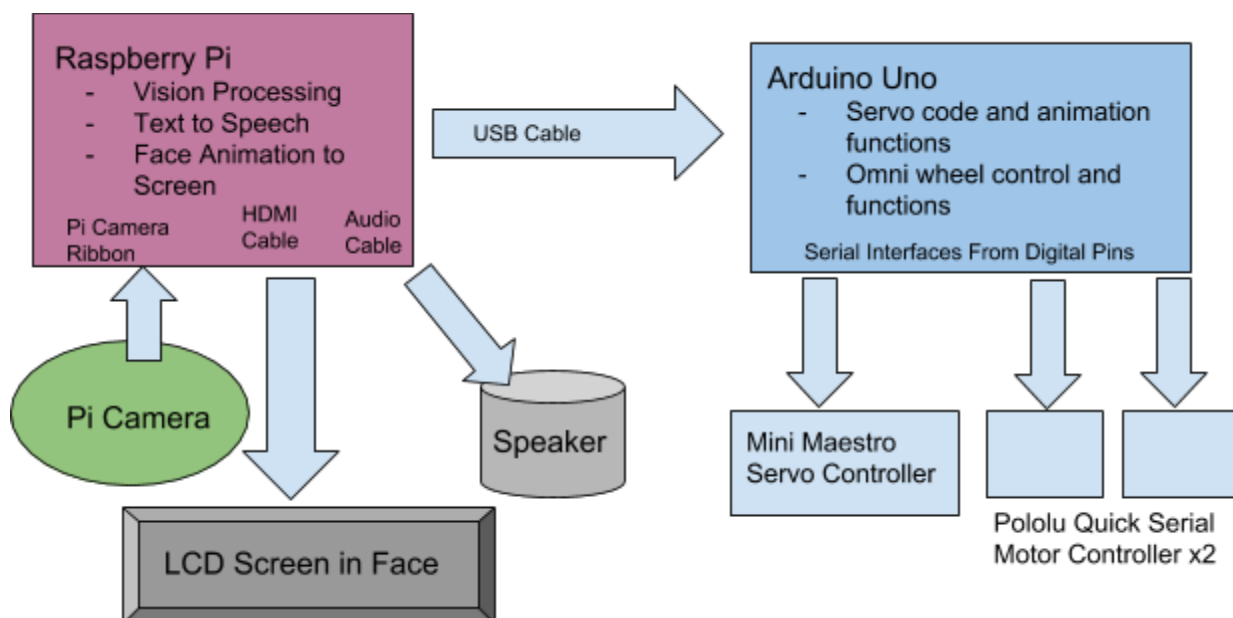 Raspberry Pi
- Vision Processing
- Text to Speech
- Face Animation to
Screen
Pi Camera
Ribbon
HDMI
Cable
Audio
Cable
USB Cable
Arduino Uno
- Servo code and animation
functions
- Omni wheel control and
functions
Serial Interfaces From Digital Pins
Pi Camera
Speaker
LCD Screen in Face
Mini Maestro
Servo Controller
Pololu Quick Serial
Motor Controller x2